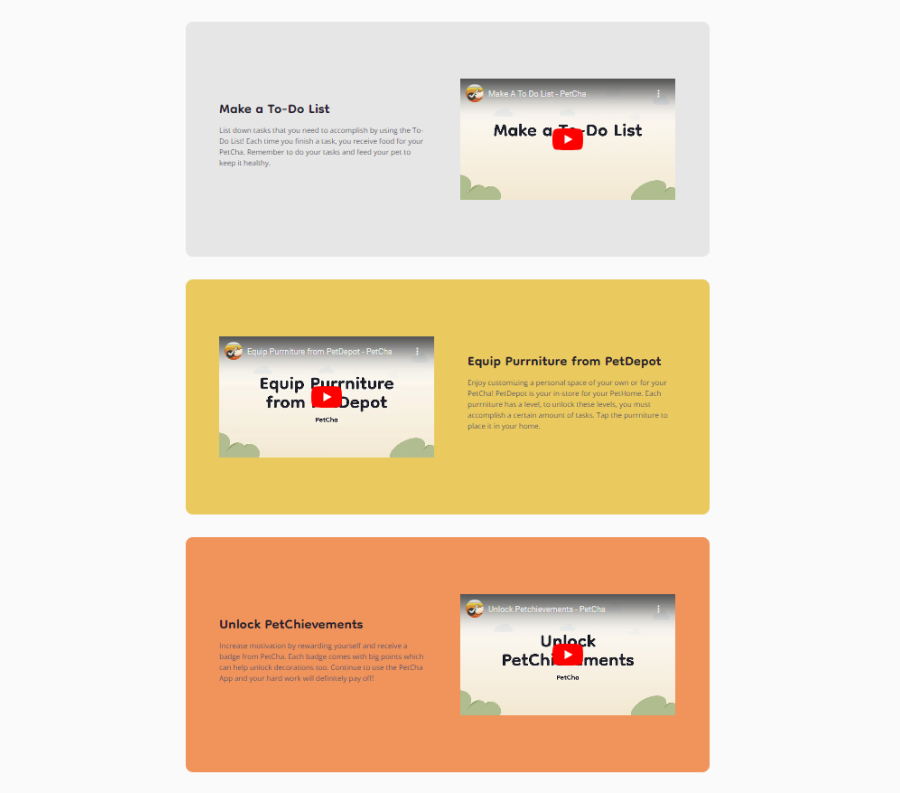 Make a To-Do List
List down tasks that you need to accomplish by using the To-
Do List! Each time you finish a task, you receive food for your
PetCha. Remember to do your tasks and feed your pet to
keep it healthy.
Make A To Do List - PetCha
Make a To-Do List
Equip Purrniture from PetDepot - PetCha
Equip Purrniture
from PetDepot
PetCha
Equip Purrniture from PetDepot
Enjoy customizing a personal space of your own or for your
PetCha! PetDepot is your in-store for your PetHome. Each
purrniture has a level, to unlock these levels, you must
accomplish a certain amount of tasks. Tap the purrniture to
place it in your home.
Unlock PetChievements
Increase motivation by rewarding yourself and receive a
badge from PetCha. Each badge comes with big points which
can help unlock decorations too. Continue to use the PetCha
App and your hard work will definitely pay off!
Unlock Petchievements - PetCha
Unlock
PetChievements
PetCha